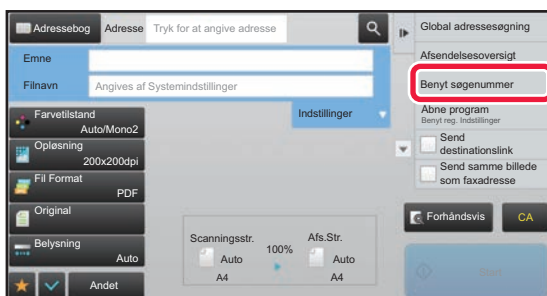 Adressebog
Adresse
Tryk for at angive adresse
Emne
Filnavn
Angives af Systemindstillinger
Indstillinger
Farvetilstand
Auto/Mono2
Opløsning
200x200dpi
Fil Format
PDF
Original
Belysning
Auto
Andet
Scanningsstr.
Auto
A4
100%
Afs.Str.
Auto
A4
Global adressesøgning
Afsendelsesoversigt
Benyt søgenummer
Abne program
Benyt reg. Indstillinger
Send
destinationslink
Send samme billede
som faxadresse
Forhåndsvis
CA
Start